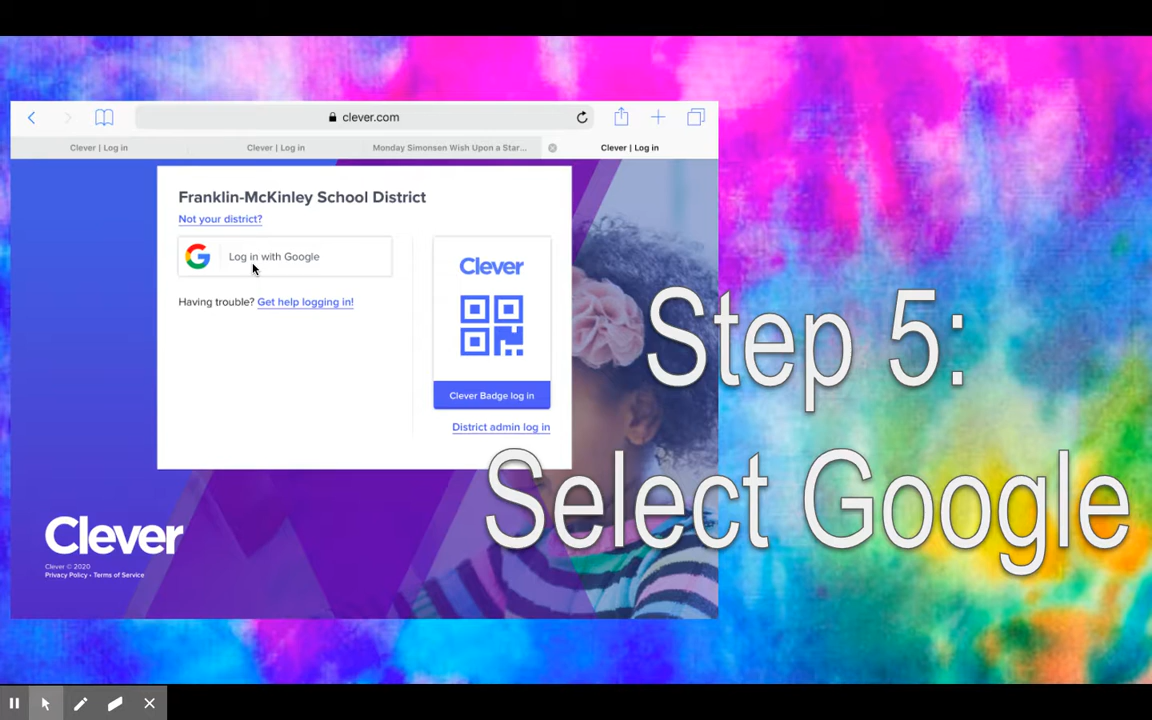 clever.com
Clever | Log in
Clever | Log in
Monday Simonsen Wish Upon a Star...
Clever | Log in
Franklin-McKinley School District
Not your district?
Log in with Google
Having trouble? Get help logging in!
Clever
Clever Badge log in
District admin log in
Step 5:
Select Google
Clever
Clever © 2020
Privacy Policy - Terms of Service